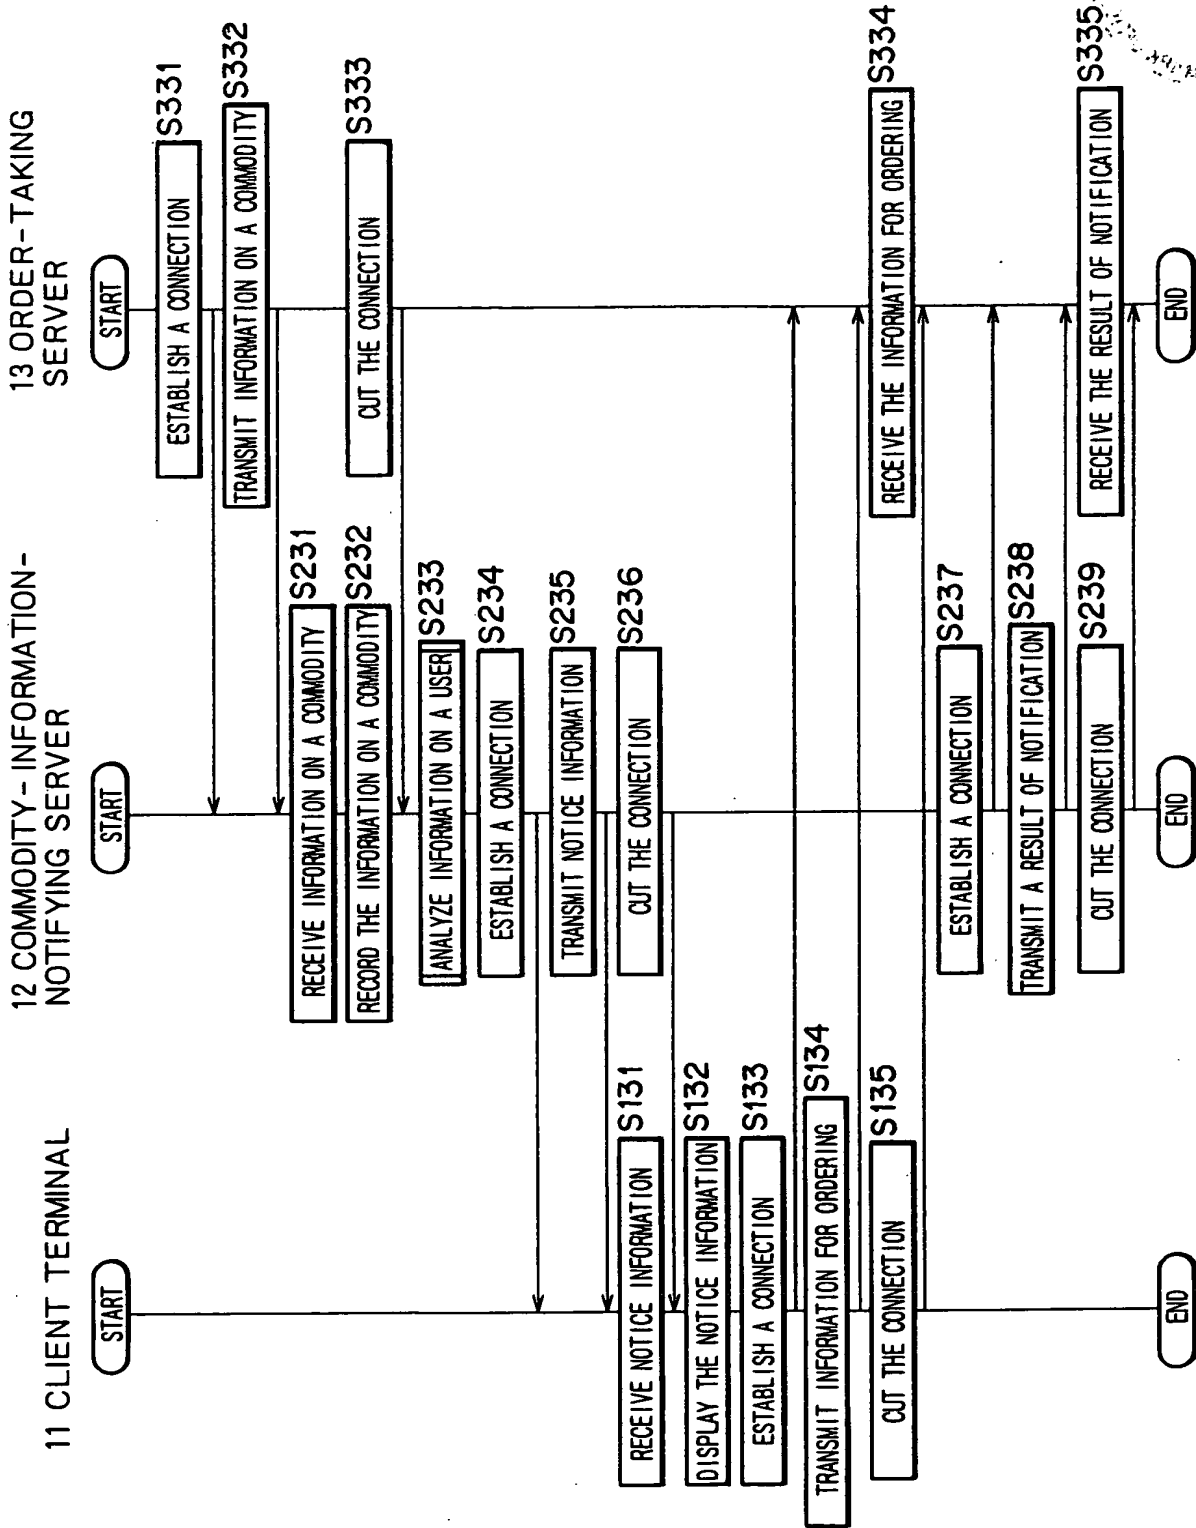 11 CLIENT TERMINAL
START
RECEIVE NOTICE INFORMATION
S131
DISPLAY THE NOTICE INFORMATION
S132
ESTABLISH A CONNECTION
S133
TRANSMIT INFORMATION FOR ORDERING
S134
CUT THE CONNECTION
S135
END
12 COMMODITY-INFORMATION-
NOTIFYING SERVER
START
RECEIVE INFORMATION ON A COMMODITY
S231
RECORD THE INFORMATION ON A COMMODITY
S232
ANALYZE INFORMATION ON A USER
S233
ESTABLISH A CONNECTION
S234
TRANSMIT NOTICE INFORMATION
S235
CUT THE CONNECTION
S236
ESTABLISH A CONNECTION
S237
TRANSMIT A RESULT OF NOTIFICATION
S238
CUT THE CONNECTION
S239
END
13 ORDER-TAKING
SERVER
START
ESTABLISH A CONNECTION
S331
TRANSMIT INFORMATION ON A COMMODITY
S332
CUT THE CONNECTION
S333
RECEIVE THE INFORMATION FOR ORDERING
S334
RECEIVE THE RESULT OF NOTIFICATION
S335
END